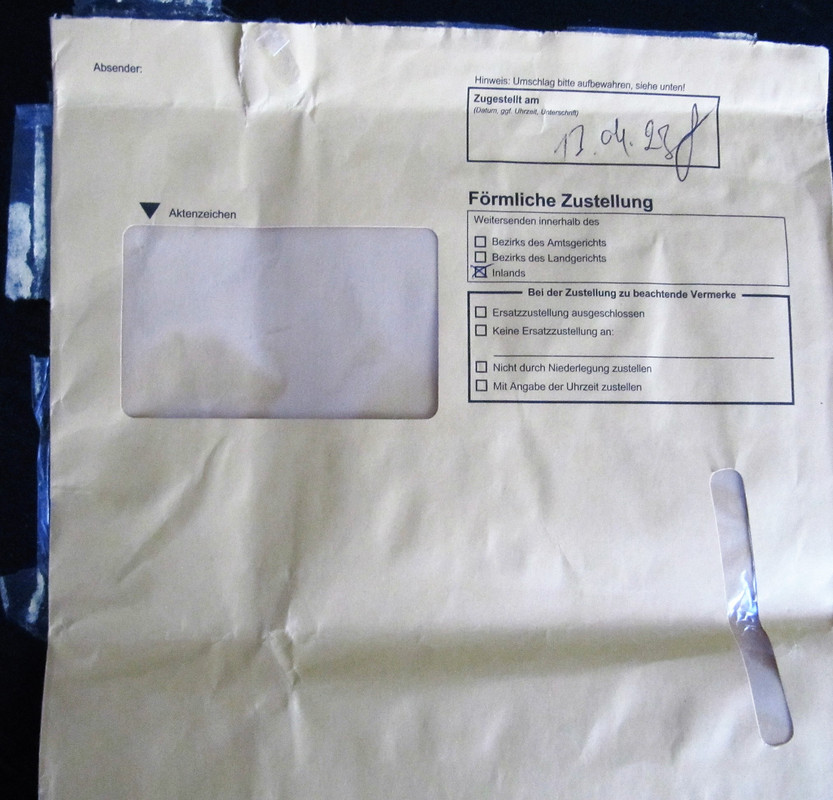 Absender:
Hinweis: Umschlag bitte aufbewahren, siehe unten!
Zugestellt am
(Datum, ggf. Uhrzeit, Unterschrift)
13.04.23
Aktenzeichen
Förmliche Zustellung
Weitersenden innerhalb des
Bezirks des Amtsgerichts
Bezirks des Landgerichts
Inlands
Bei der Zustellung zu beachtende Vermerke
Ersatzzustellung ausgeschlossen
Keine Ersatzzustellung an:
Nicht durch Niederlegung zustellen
Mit Angabe der Uhrzeit zustellen